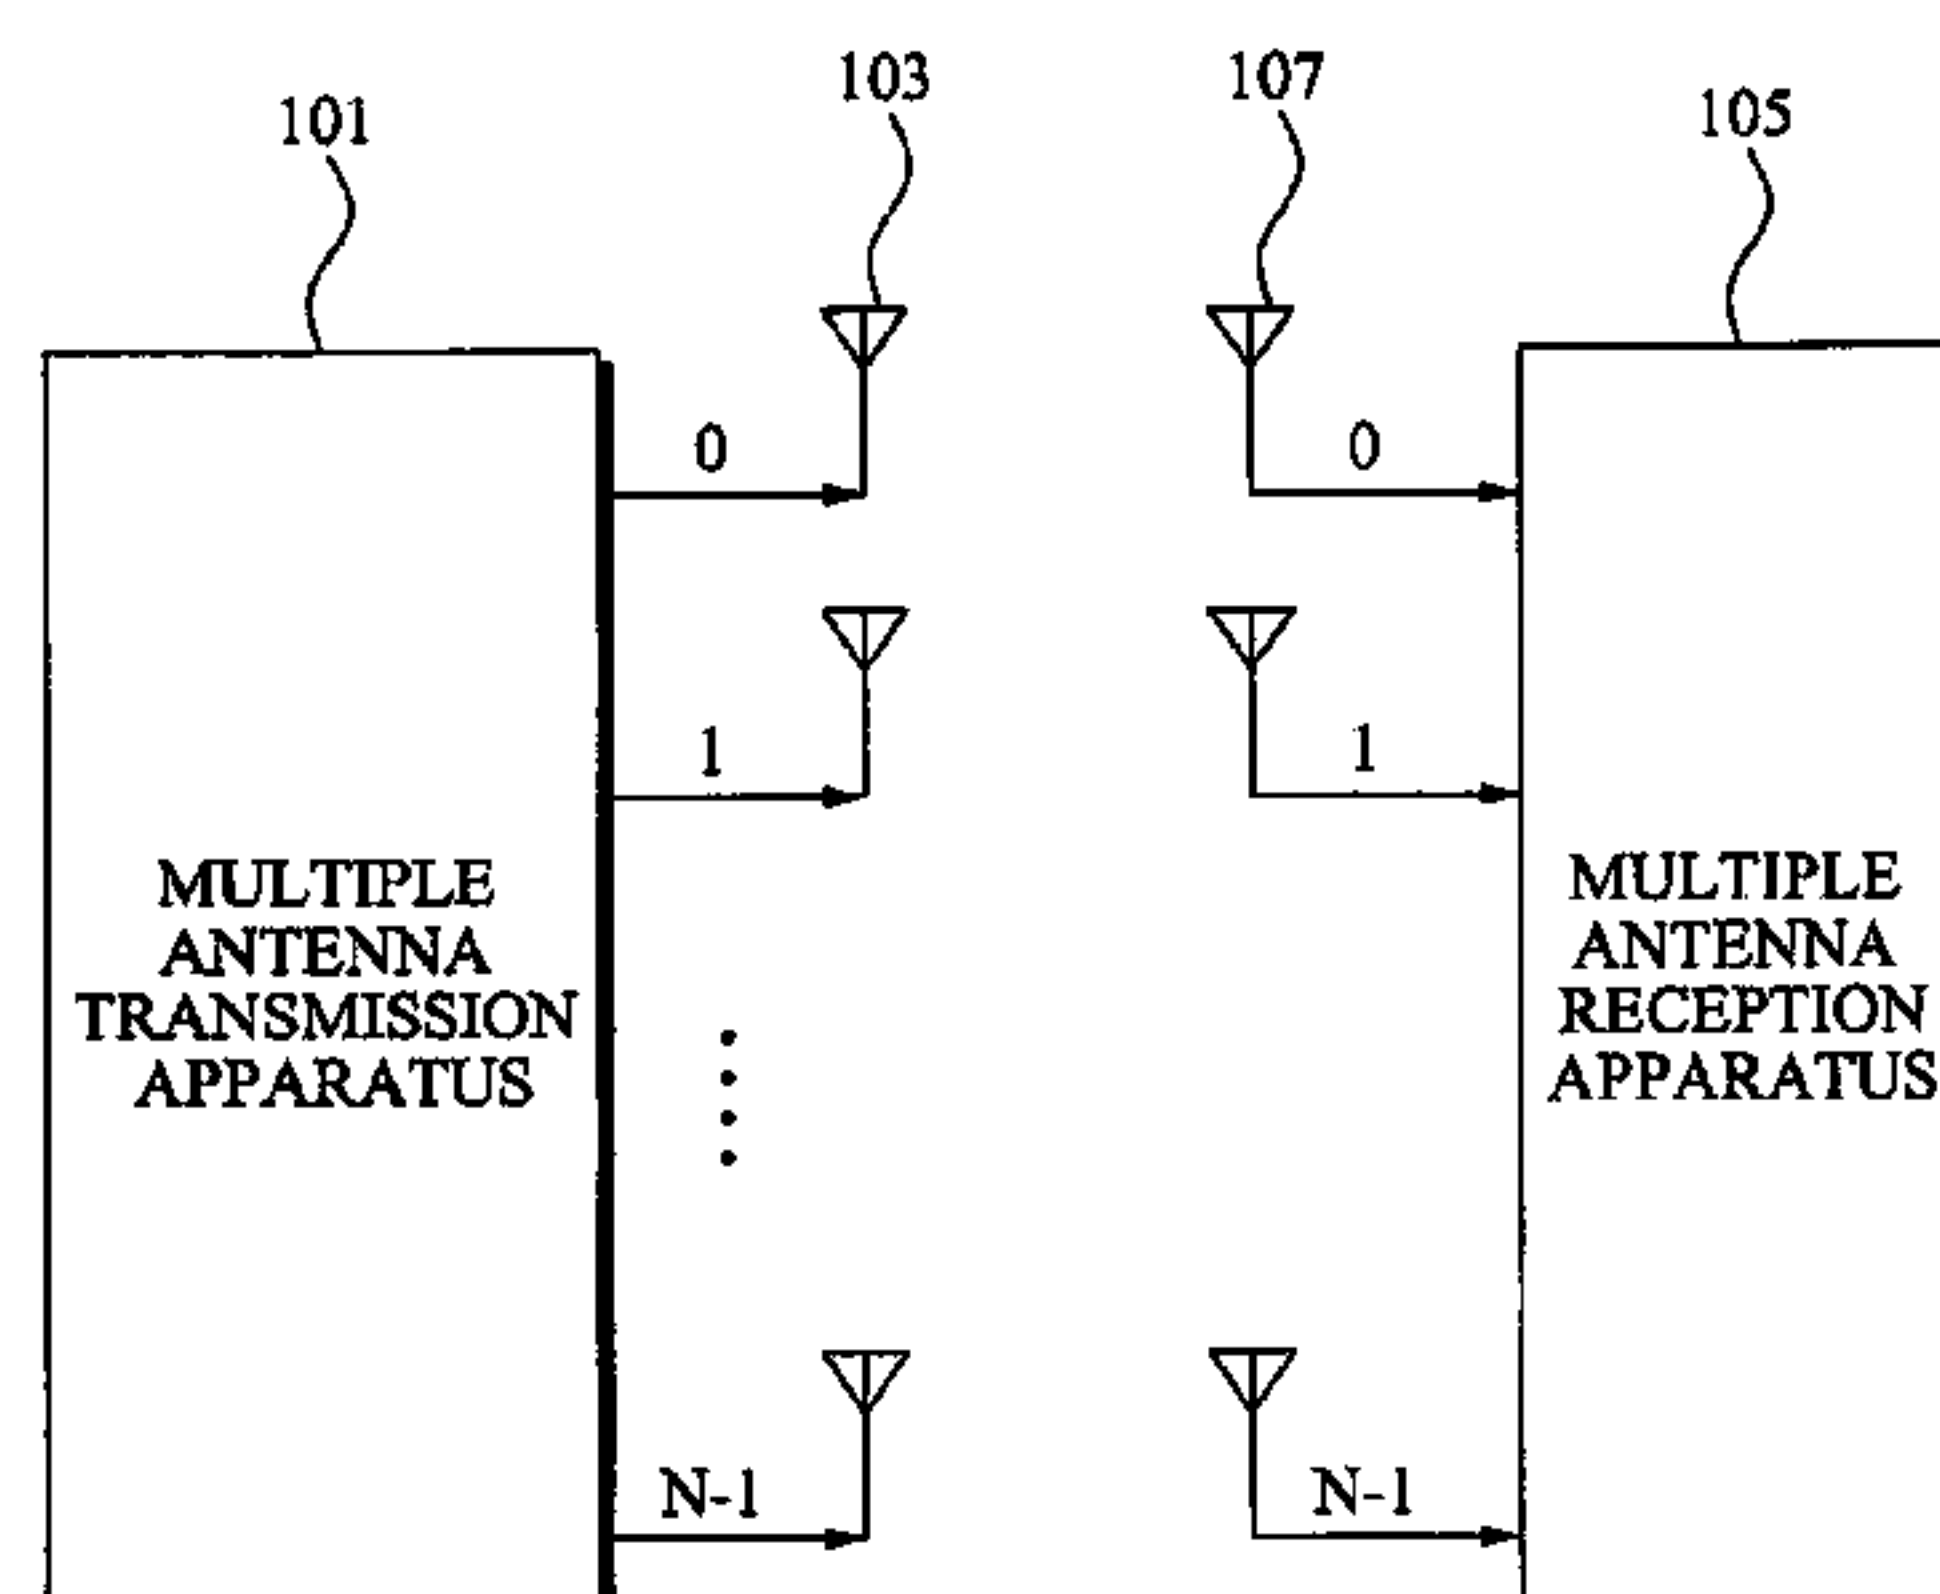 103
107
101
105
0
0
1
1
MULTIPLE
ANTENNA
TRANSMISSION
APPARATUS
MULTIPLE
ANTENNA
RECEPTION
APPARATUS
N-1
N-1